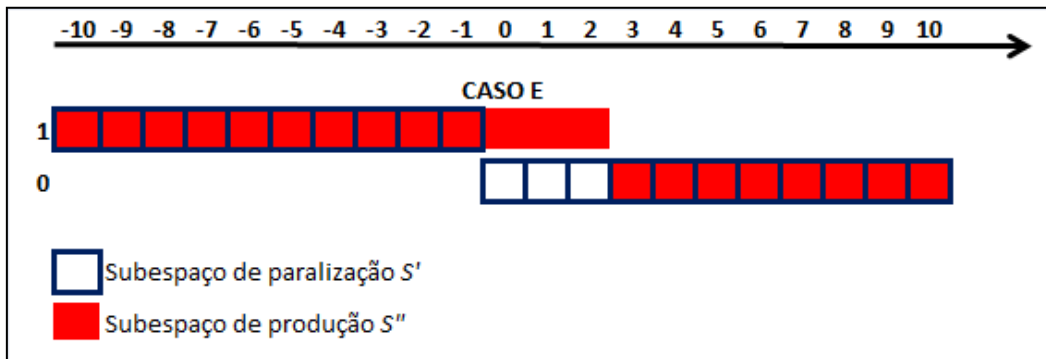 -10 -9 -8 -7 -6 -5 -4 -3 -2 -1 0 1 2 3 4 5 6 7 8 9 10
CASO E
1
0
Subespaço de paralização S'
Subespaço de produção S"